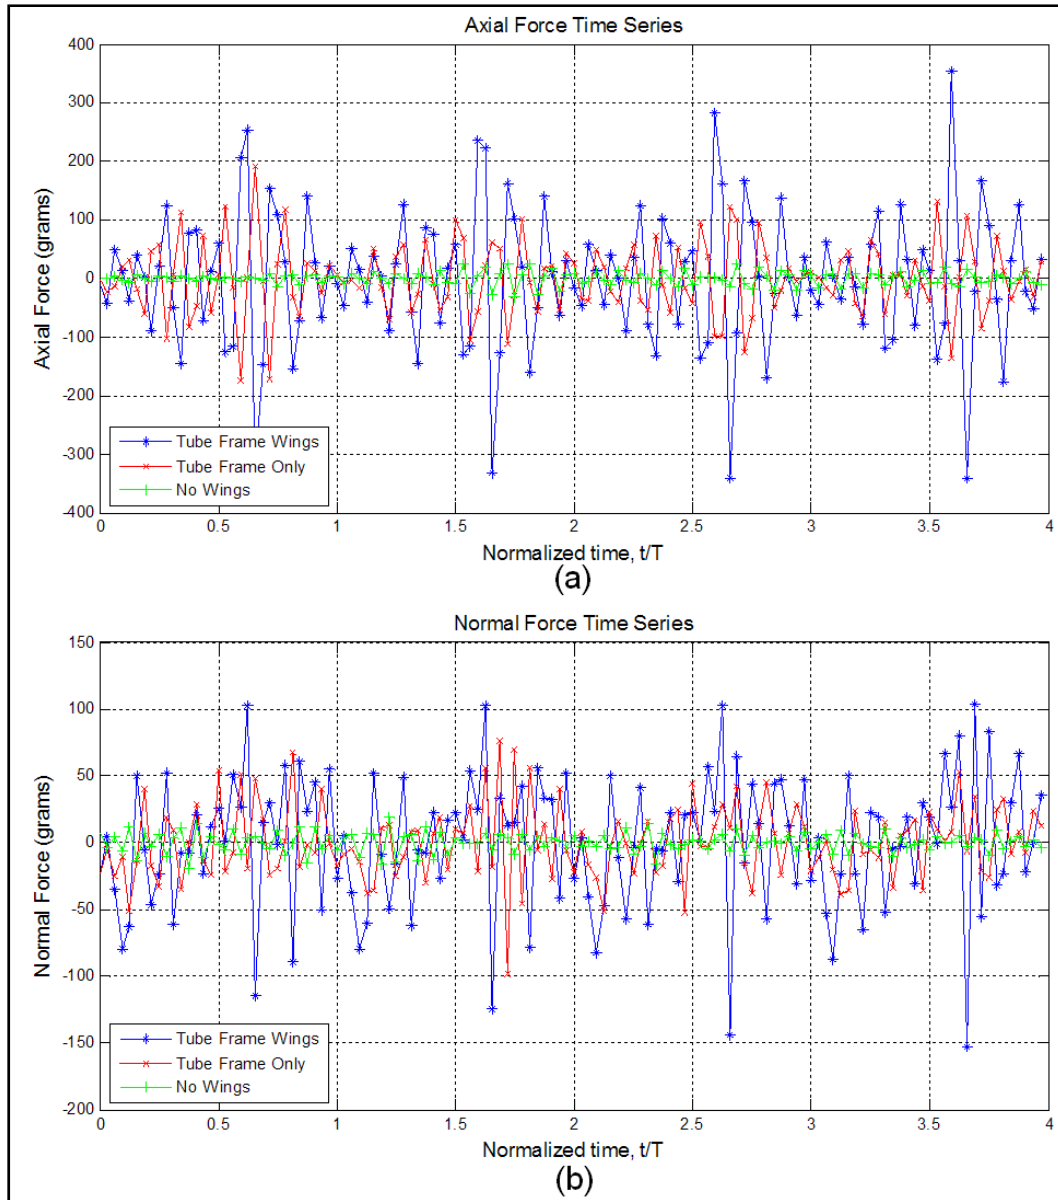 Axial Force Time Series
400
300
200
100
0
-100
-200
-300
-400
Axial Force (grams)
Tube Frame Wings
Tube Frame Only
No Wings
0 0.5 1 1.5 2 2.5 3 3.5 4
Normalized time, t/T
(a)
Normal Force Time Series
150
100
50
0
-50
-100
-150
-200
Normal Force (grams)
Tube Frame Wings
Tube Frame Only
No Wings
0 0.5 1 1.5 2 2.5 3 3.5 4
Normalized time, t/T
(b)